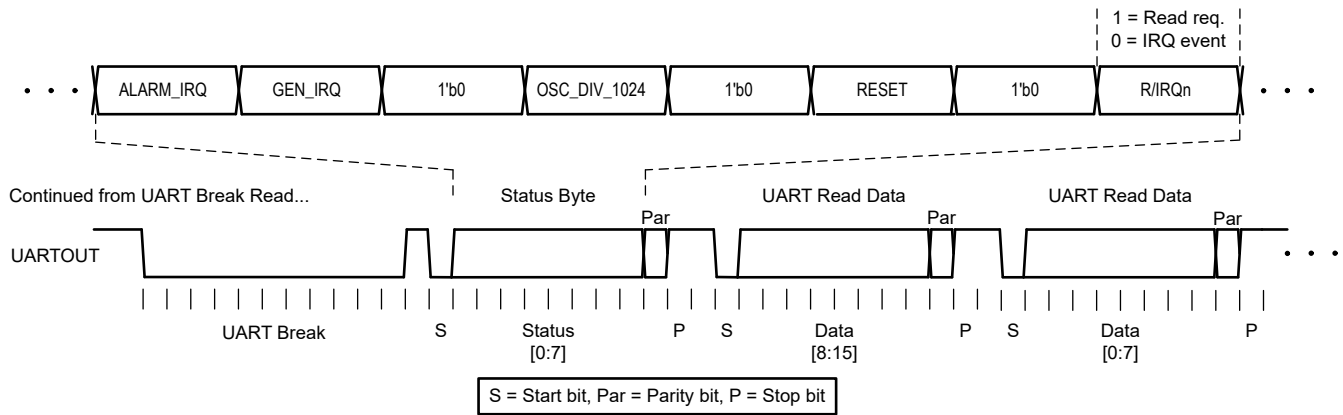 1 = Read req.
0 = IRQ event
ALARM_IRQ GEN_IRQ 1'b0 OSC_DIV_1024 1'b0 RESET 1'b0 R/IRQn
Continued from UART Break Read... Status Byte UART Read Data UART Read Data
Par Par Par
UARTOUT
UART Break S Status P S Data P S Data P
[0:7] [8:15] [0:7]
S = Start bit, Par = Parity bit, P = Stop bit